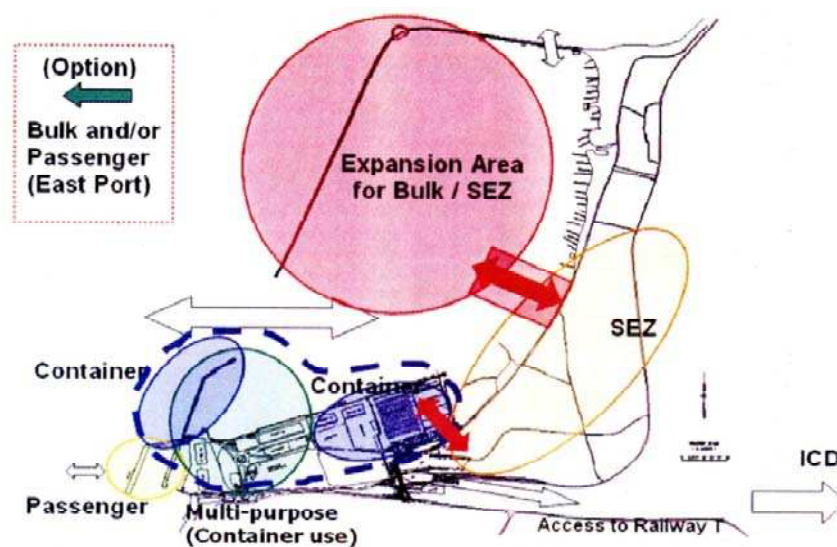 (Option)
Bulk and/or
Passenger
(East Port)
Expansion Area
for Bulk / SEZ
SEZ
Container
Container
Passenger
Multi-purpose
(Container use)
Access to Railway T
ICD